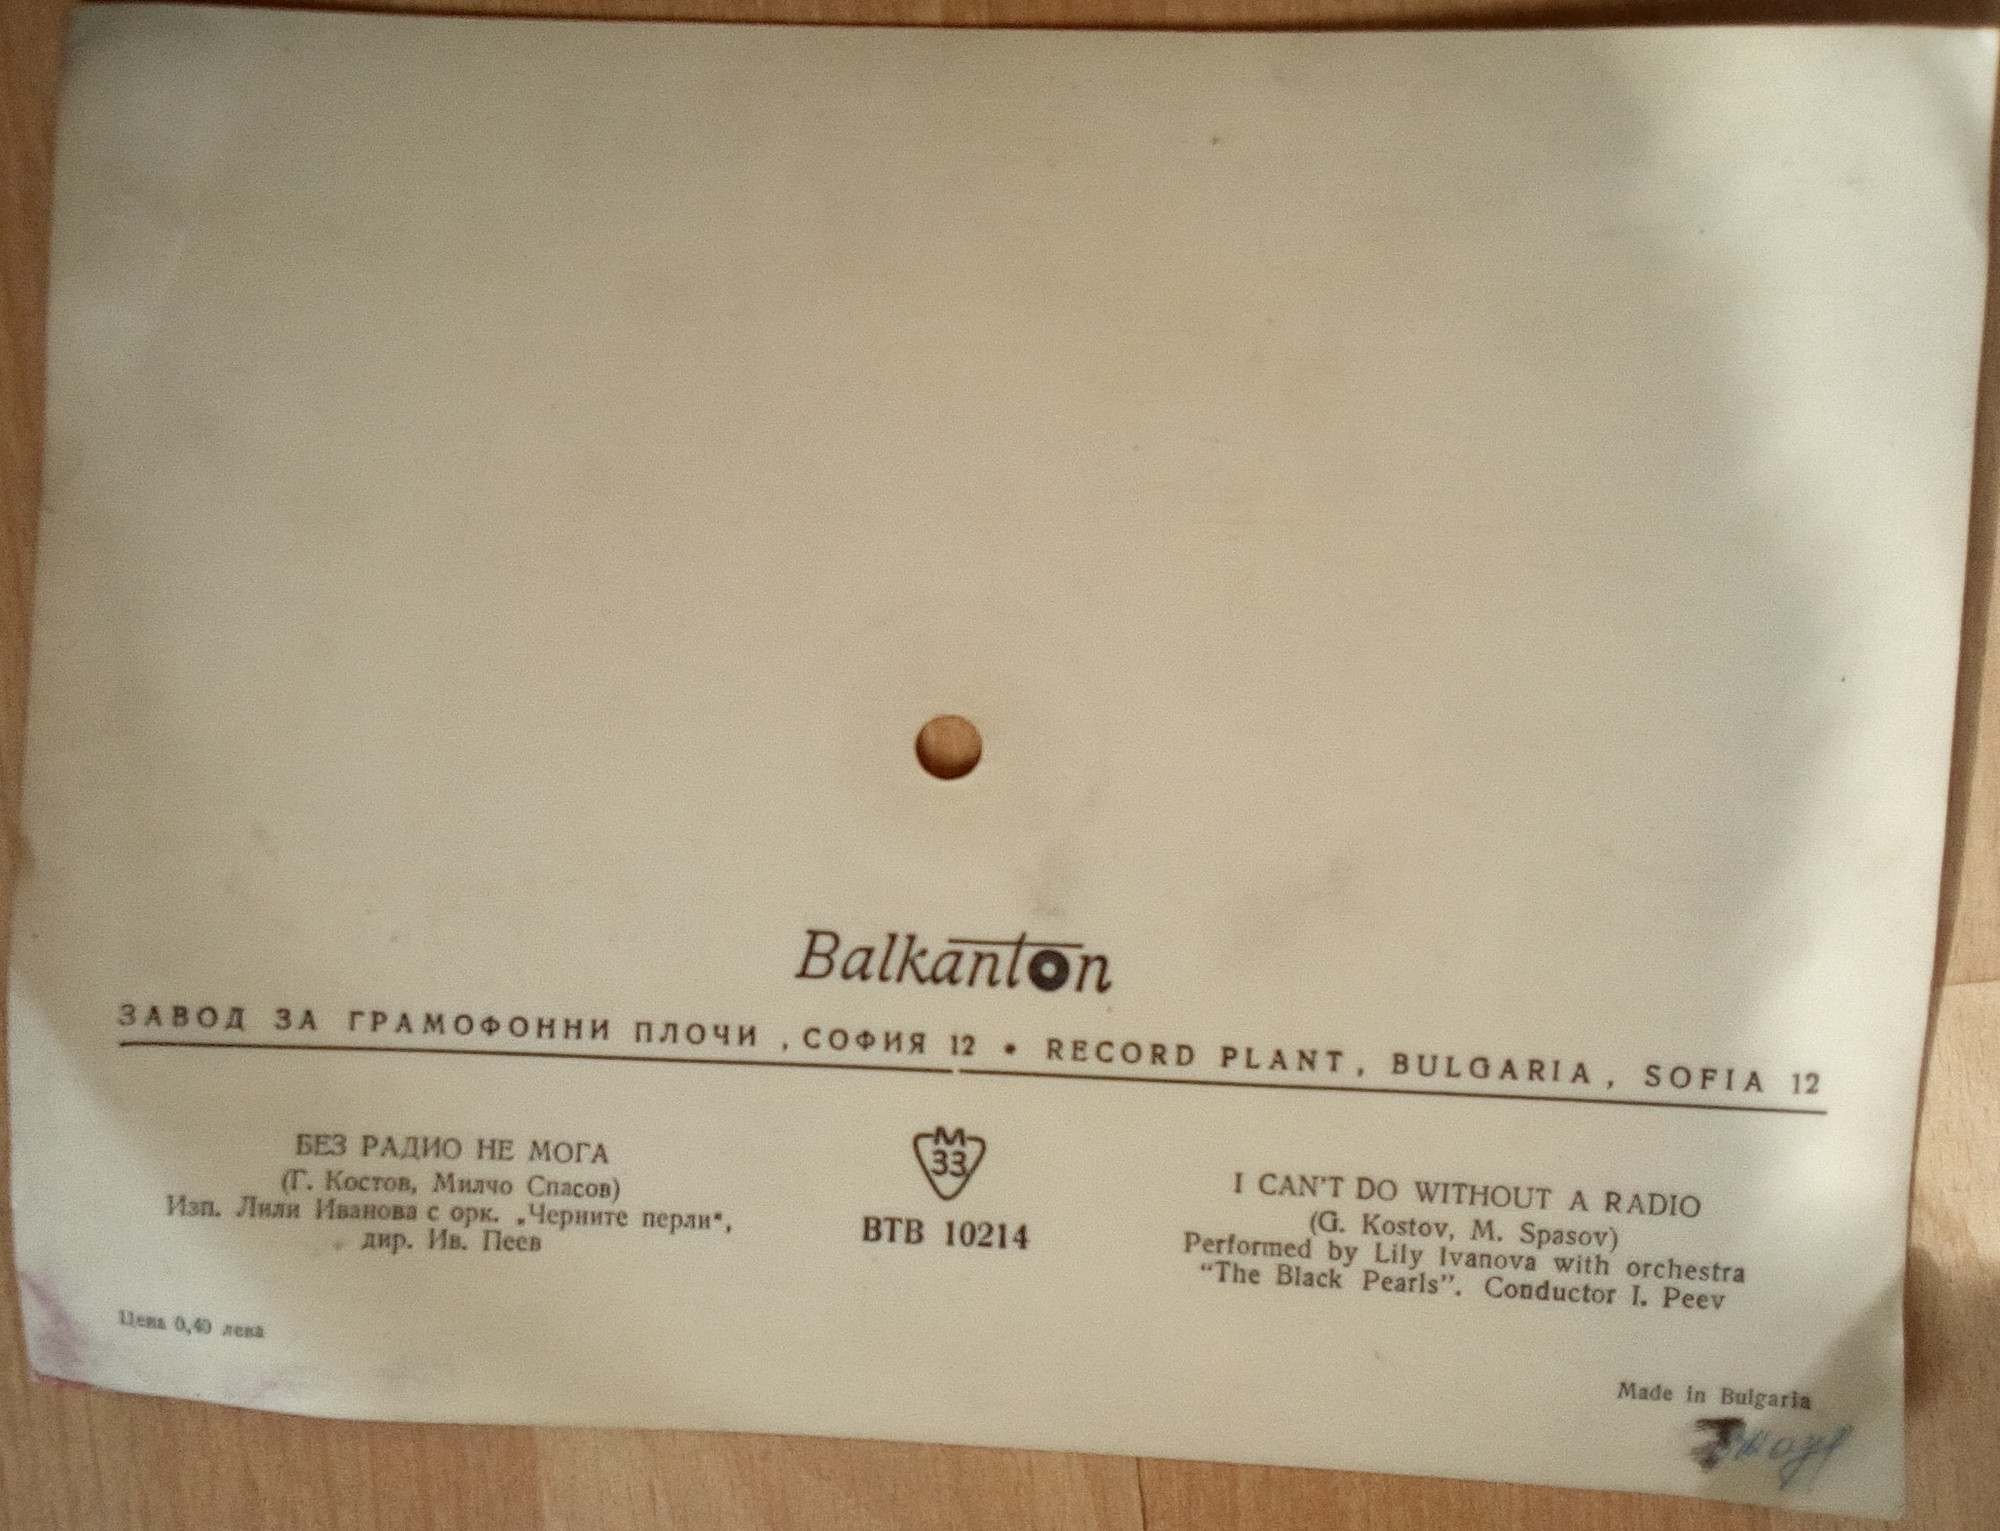 Balkanton
ЗАВОД ЗА ГРАМОФОННИ ПЛОЧИ , СОФИЯ 12 • RECORD PLANT, BULGARIA, SOFIA 12
БЕЗ РАДИО НЕ МОГА
(Г. Костов, Милчо Спасов)
Изп. Лили Иванова с орк. „Черните перли“,
дир. Ив. Пеев
Цена 0,40 лева
М
33
ВТВ 10214
I CAN'T DO WITHOUT A RADIO
(G. Kostov, M. Spasov)
Performed by Lily Ivanova with orchestra
“The Black Pearls”. Conductor I. Peev
Made in Bulgaria